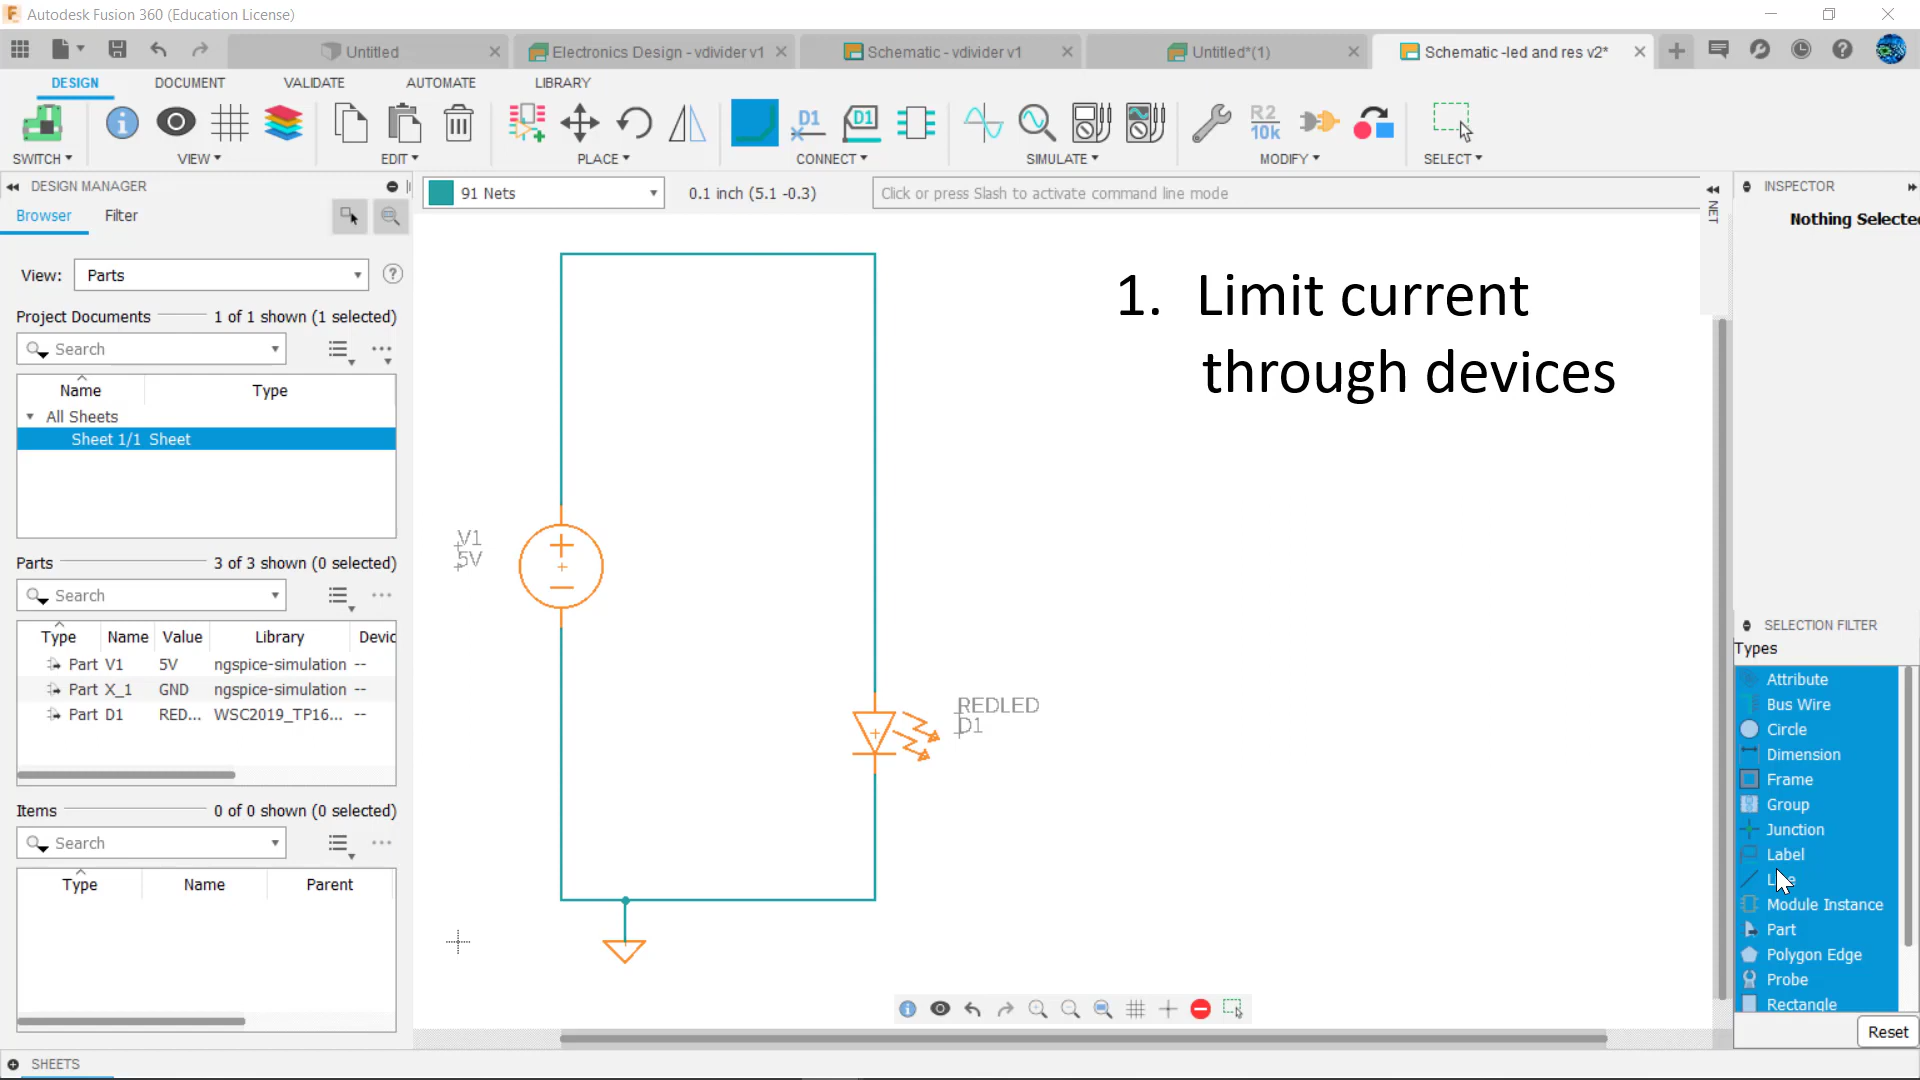 Autodesk Fusion 360 (Education License)
Untitled
Electronics Design - vdivider v1
Schematic - vdivider v1
Untitled*(1)
Schematic -led and res v2*
DESIGN
DOCUMENT
VALIDATE
AUTOMATE
LIBRARY
D1
D1
R2
10k
SWITCH
VIEW
EDIT
PLACE
CONNECT
SIMULATE
MODIFY
SELECT
DESIGN MANAGER
Browser
Filter
View:
Parts
Project Documents
1 of 1 shown (1 selected)
Search
Name
Type
All Sheets
Sheet 1/1 Sheet
Parts
3 of 3 shown (0 selected)
Search
Type Name Value Library Devic
Part V1 5V ngspice-simulation --
Part X_1 GND ngspice-simulation --
Part D1 RED... WSC2019_TP16... --
Items
0 of 0 shown (0 selected)
Search
Type Name Parent
SHEETS
91 Nets
0.1 inch (5.1 -0.3)
Click or press Slash to activate command line mode
NET
1. Limit current
through devices
V1
5V
REDLED
D1
INSPECTOR
Nothing Selected
SELECTION FILTER
Types
Attribute
Bus Wire
Circle
Dimension
Frame
Group
Junction
Label
Line
Module Instance
Part
Polygon Edge
Probe
Rectangle
Reset